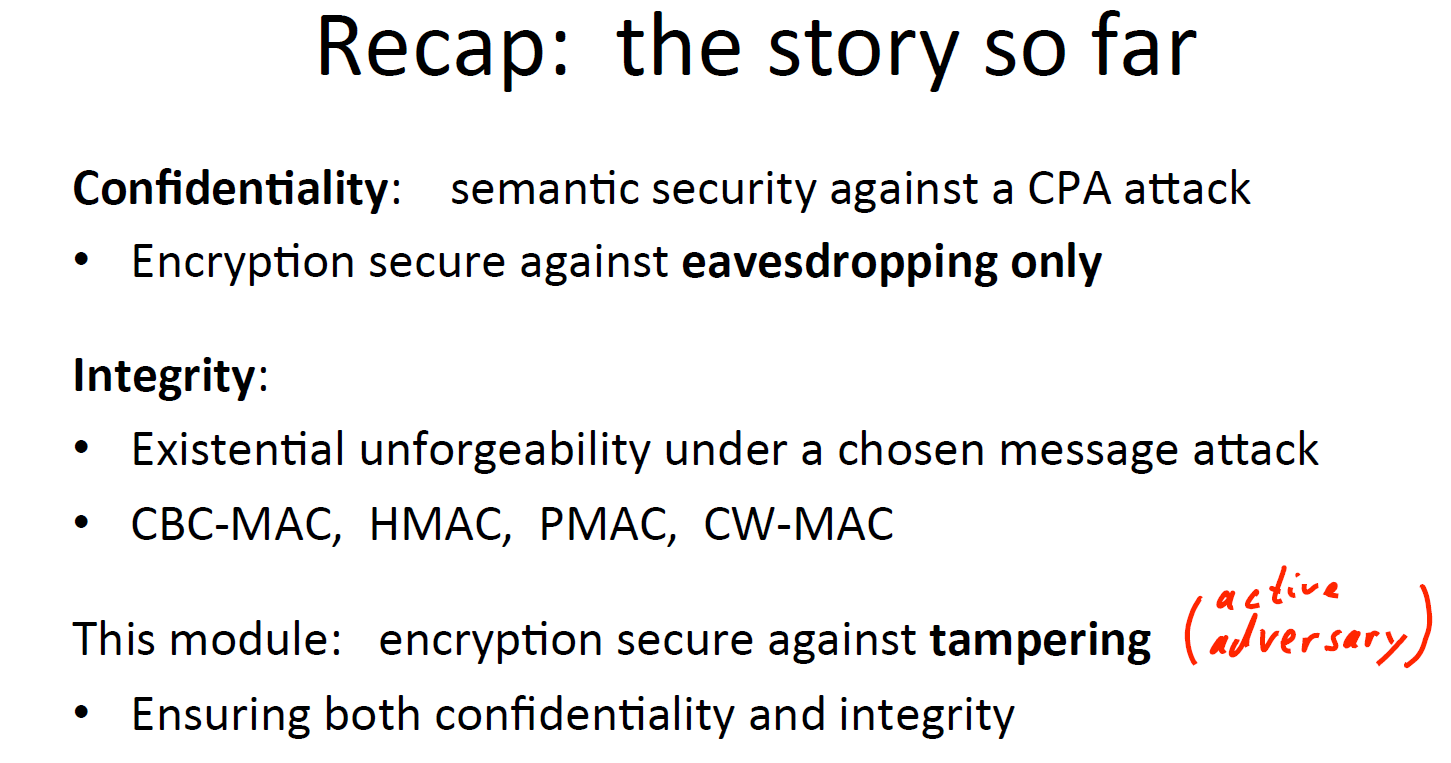 Recap: the story so far
Confidentiality: semantic security against a CPA attack
• Encryption secure against eavesdropping only
Integrity:
• Existential unforgeability under a chosen message attack
• CBC-MAC, HMAC, PMAC, CW-MAC
This module: encryption secure against tampering (active adversary)
• Ensuring both confidentiality and integrity